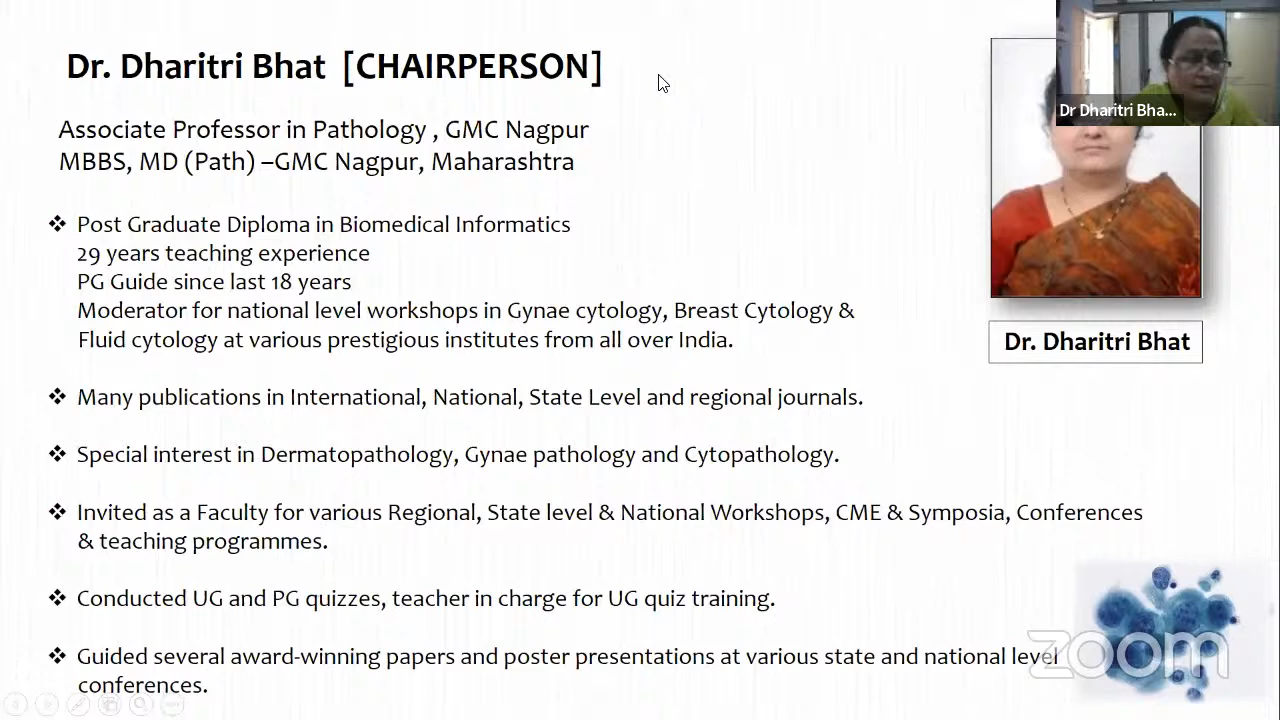 Dr. Dharitri Bhat [CHAIRPERSON]
Dr Dharitri Bha...
Associate Professor in Pathology , GMC Nagpur
MBBS, MD (Path) –GMC Nagpur, Maharashtra
❖ Post Graduate Diploma in Biomedical Informatics
29 years teaching experience
PG Guide since last 18 years
Moderator for national level workshops in Gynae cytology, Breast Cytology &
Fluid cytology at various prestigious institutes from all over India.
Dr. Dharitri Bhat
❖ Many publications in International, National, State Level and regional journals.
❖ Special interest in Dermatopathology, Gynae pathology and Cytopathology.
❖ Invited as a Faculty for various Regional, State level & National Workshops, CME & Symposia, Conferences
& teaching programmes.
❖ Conducted UG and PG quizzes, teacher in charge for UG quiz training.
❖ Guided several award-winning papers and poster presentations at various state and national level
conferences.
zoom